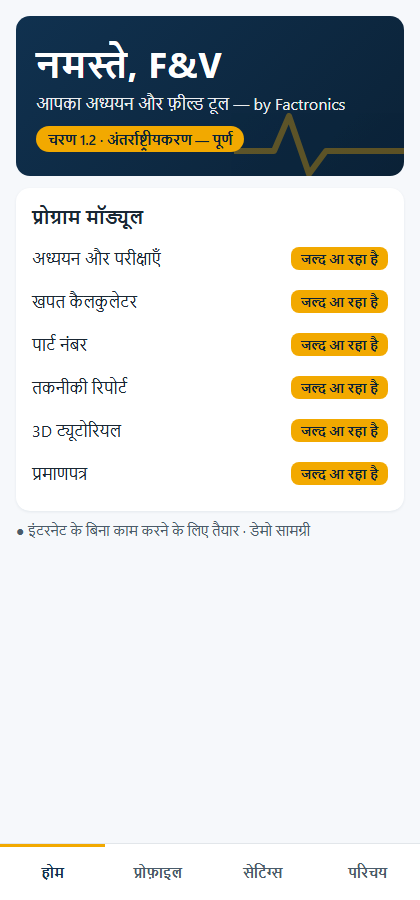 नमस्ते, F&V
आपका अध्ययन और फ़ील्ड टूल — by Factronics
चरण 1.2 · अंतर्राष्ट्रीयकरण — पूर्ण
प्रोग्राम मॉड्यूल
अध्ययन और परीक्षाएँ जल्द आ रहा है
खपत कैलकुलेटर जल्द आ रहा है
पार्ट नंबर जल्द आ रहा है
तकनीकी रिपोर्ट जल्द आ रहा है
3D ट्यूटोरियल जल्द आ रहा है
प्रमाणपत्र जल्द आ रहा है
● इंटरनेट के बिना काम करने के लिए तैयार · डेमो सामग्री
होम प्रोफ़ाइल सेटिंग्स परिचय